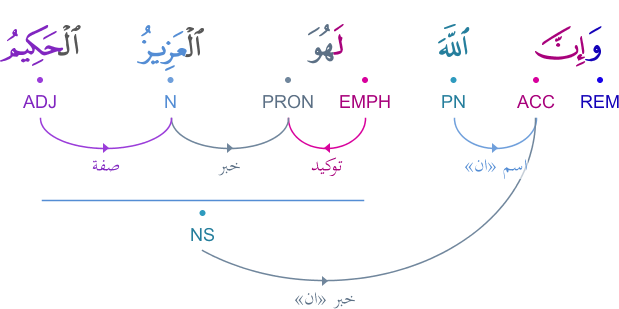 وَإِنَّ ٱللَّهَ لَهُوَ ٱلْعَزِيزُ ٱلْحَكِيمُ
REM ACC PN EMPH PRON N ADJ
اسم «ان» توكيد خبر صفة
NS
خبر «ان»